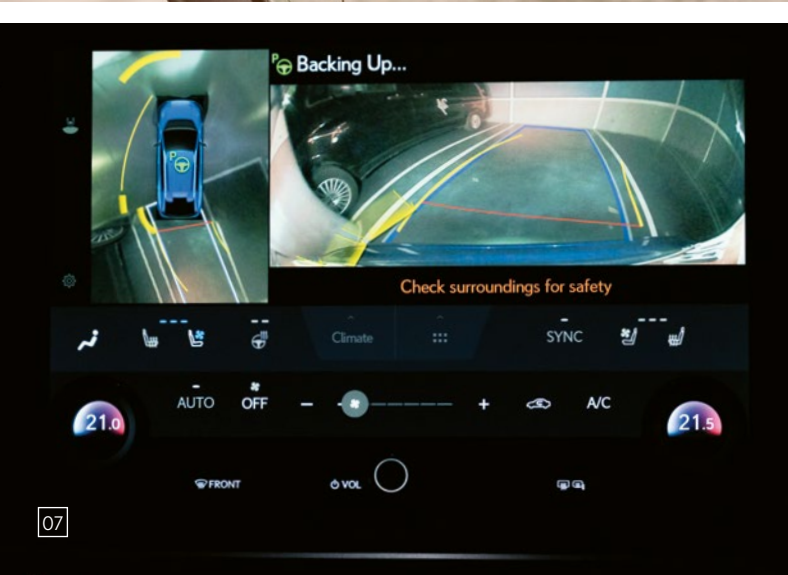 P Backing Up...
P
Check surroundings for safety
Climate
SYNC
AUTO
OFF
− +
A/C
21.0
21.5
FRONT
VOL
07